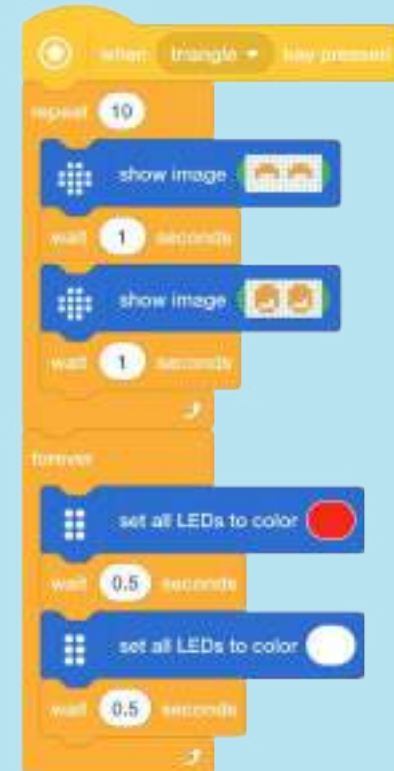 when triangle key pressed
repeat 10
show image
wait 1 seconds
show image
wait 1 seconds
forever
set all LEDs to color
wait 0.5 seconds
set all LEDs to color
wait 0.5 seconds